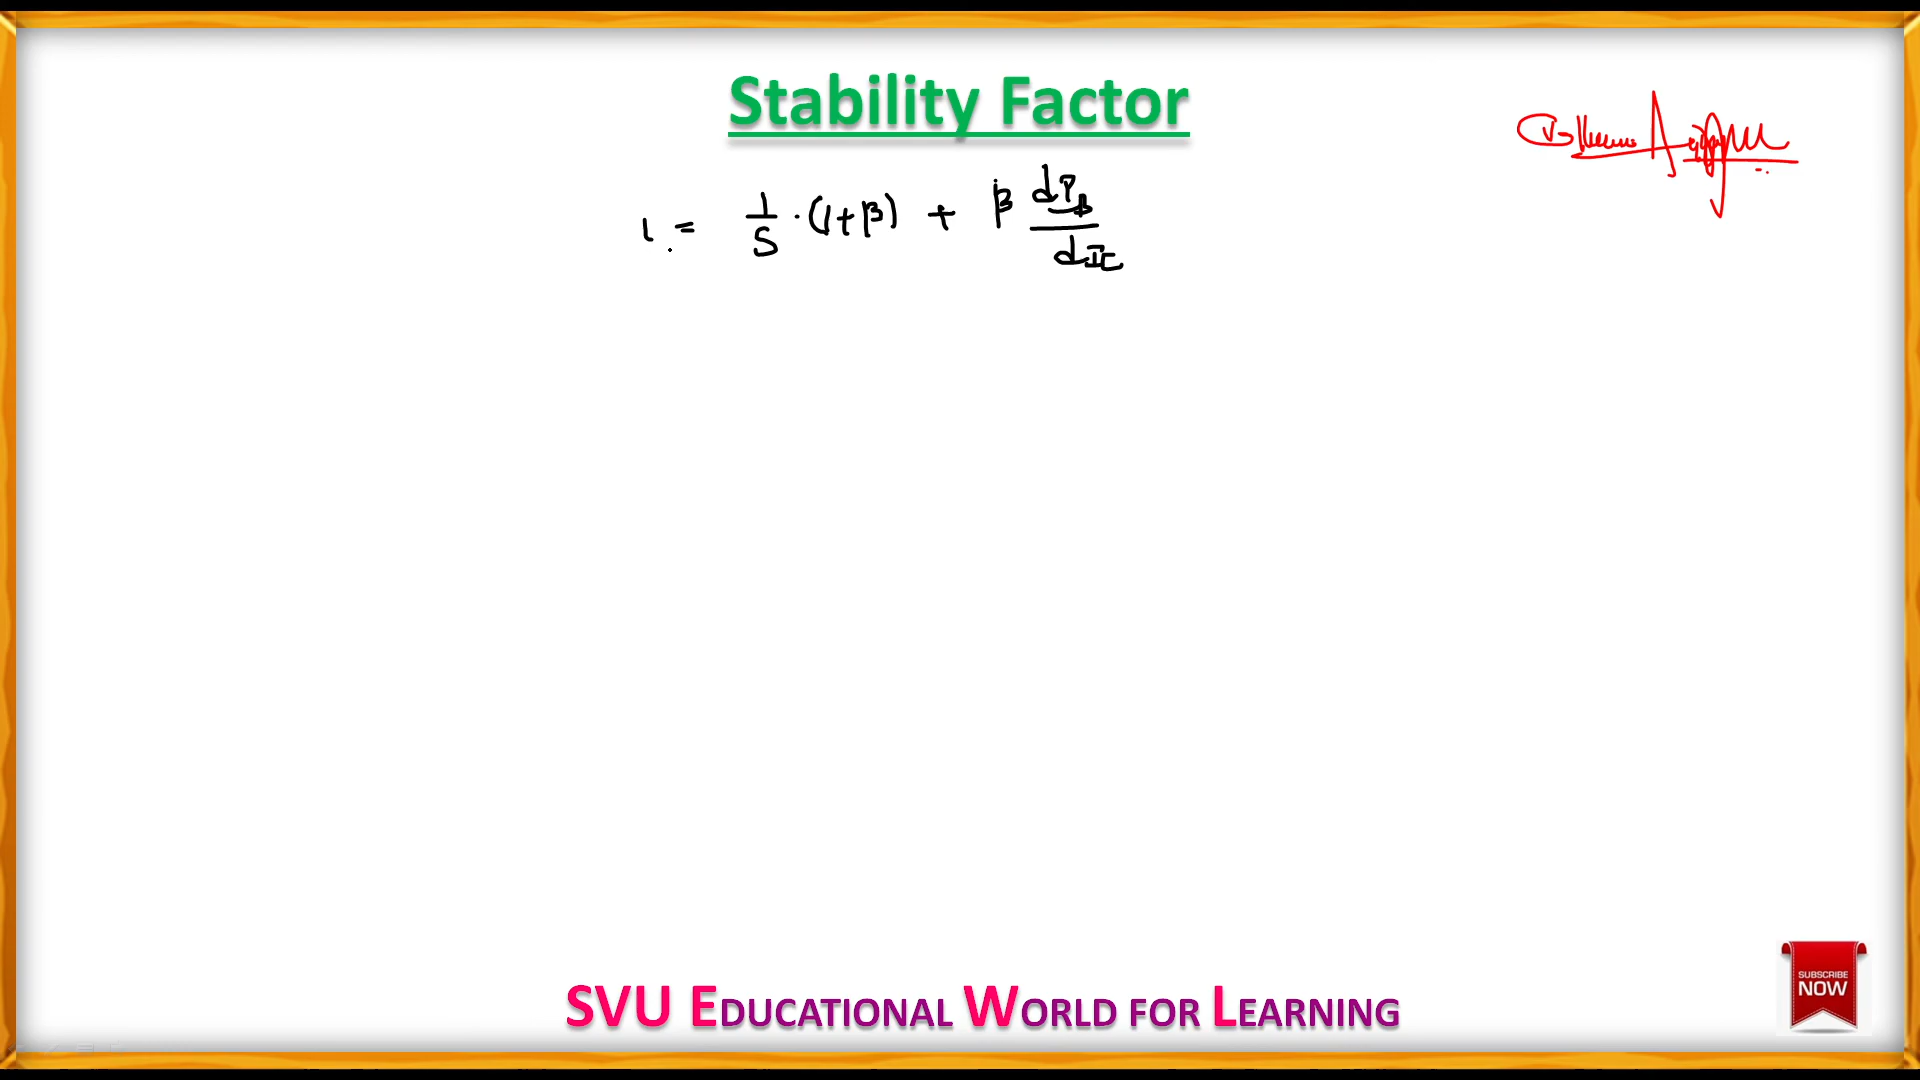 Stability Factor
1 = 1/S · (1+β) + β dIB/dIC
SUBSCRIBE
NOW
SVU EDUCATIONAL WORLD FOR LEARNING